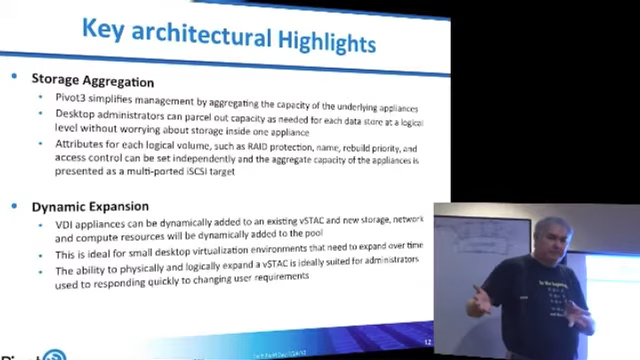 Key architectural Highlights
• Storage Aggregation
• Pivot3 simplifies management by aggregating the capacity of the underlying appliances
• Desktop administrators can parcel out capacity as needed for each data store at a logical
level without worrying about storage inside one appliance
• Attributes for each logical volume, such as RAID protection, name, rebuild priority, and
access control can be set independently and the aggregate capacity of the appliances is
presented as a multi-ported iSCSI target
• Dynamic Expansion
• VDI appliances can be dynamically added to an existing vSTAC and new storage, network
and compute resources will be dynamically added to the pool
• This is ideal for small desktop virtualization environments that need to expand over time
• The ability to physically and logically expand a vSTAC is ideally suited for administrators
used to responding quickly to changing user requirements
12
In the beginning